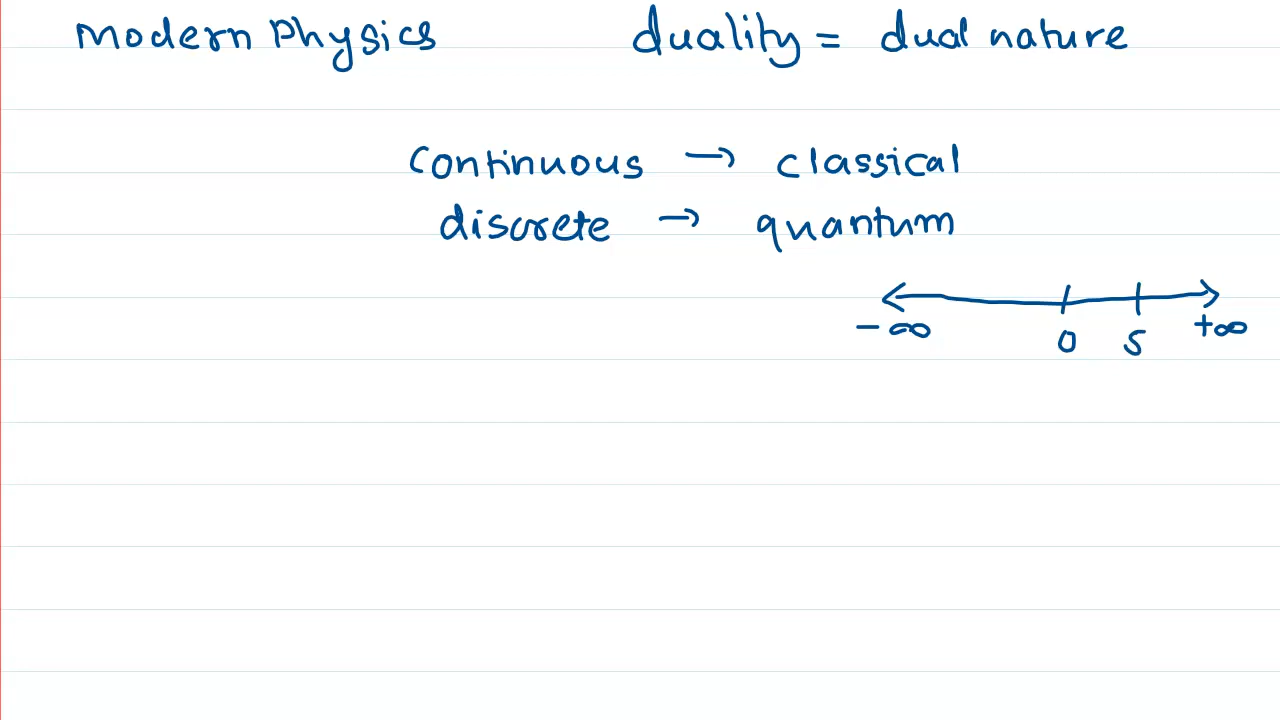 Modern Physics duality = dual nature
continuous → classical
discrete → quantum
-∞ 0 5 +∞